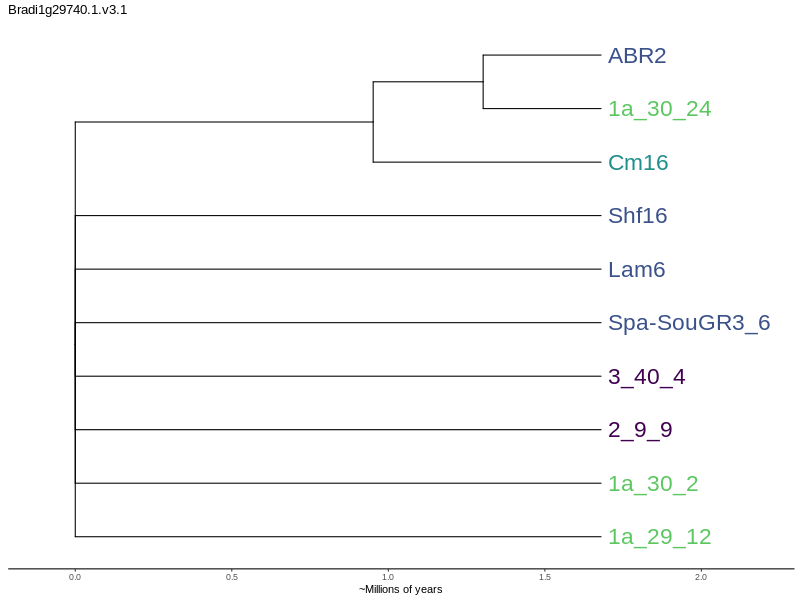 Bradi1g29740.1.v3.1
ABR2
1a_30_24
Cm16
Shf16
Lam6
Spa-SouGR3_6
3_40_4
2_9_9
1a_30_2
1a_29_12
0.0 0.5 1.0 1.5 2.0
~Millions of years